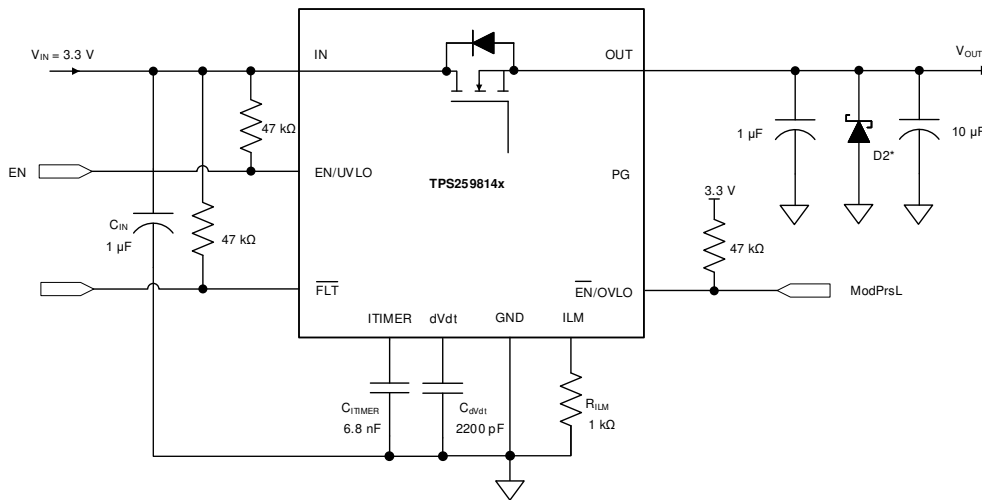 V_IN = 3.3 V
IN
OUT
V_OUT
47 kΩ
1 µF
10 µF
D2*
EN
EN/UVLO
TPS259814x
PG
3.3 V
C_IN
1 µF
47 kΩ
47 kΩ
FLT
EN/OVLO
ModPrsL
ITIMER
dVdt
GND
ILM
C_ITIMER
6.8 nF
C_dVdt
2200 pF
R_ILM
1 kΩ